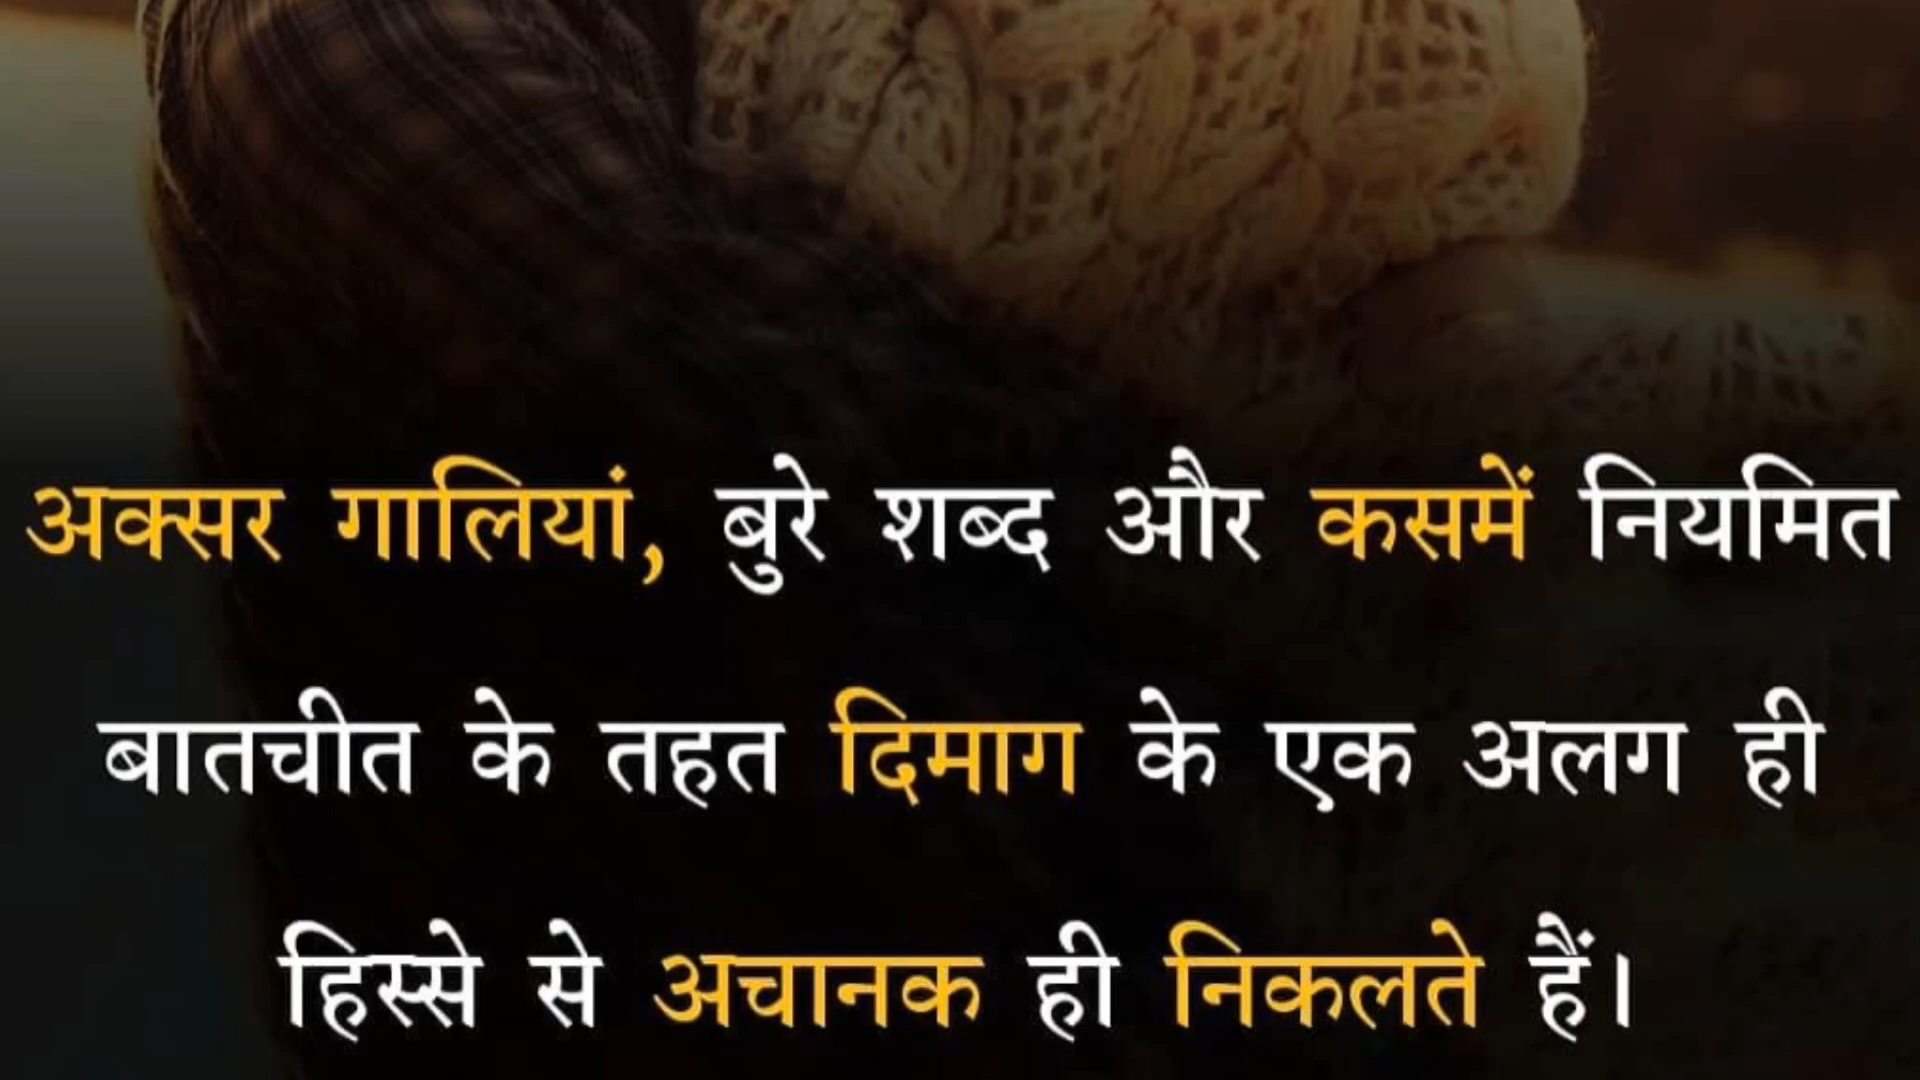 अक्सर गालियां, बुरे शब्द और कसमें नियमित
बातचीत के तहत दिमाग के एक अलग ही
हिस्से से अचानक ही निकलते हैं।